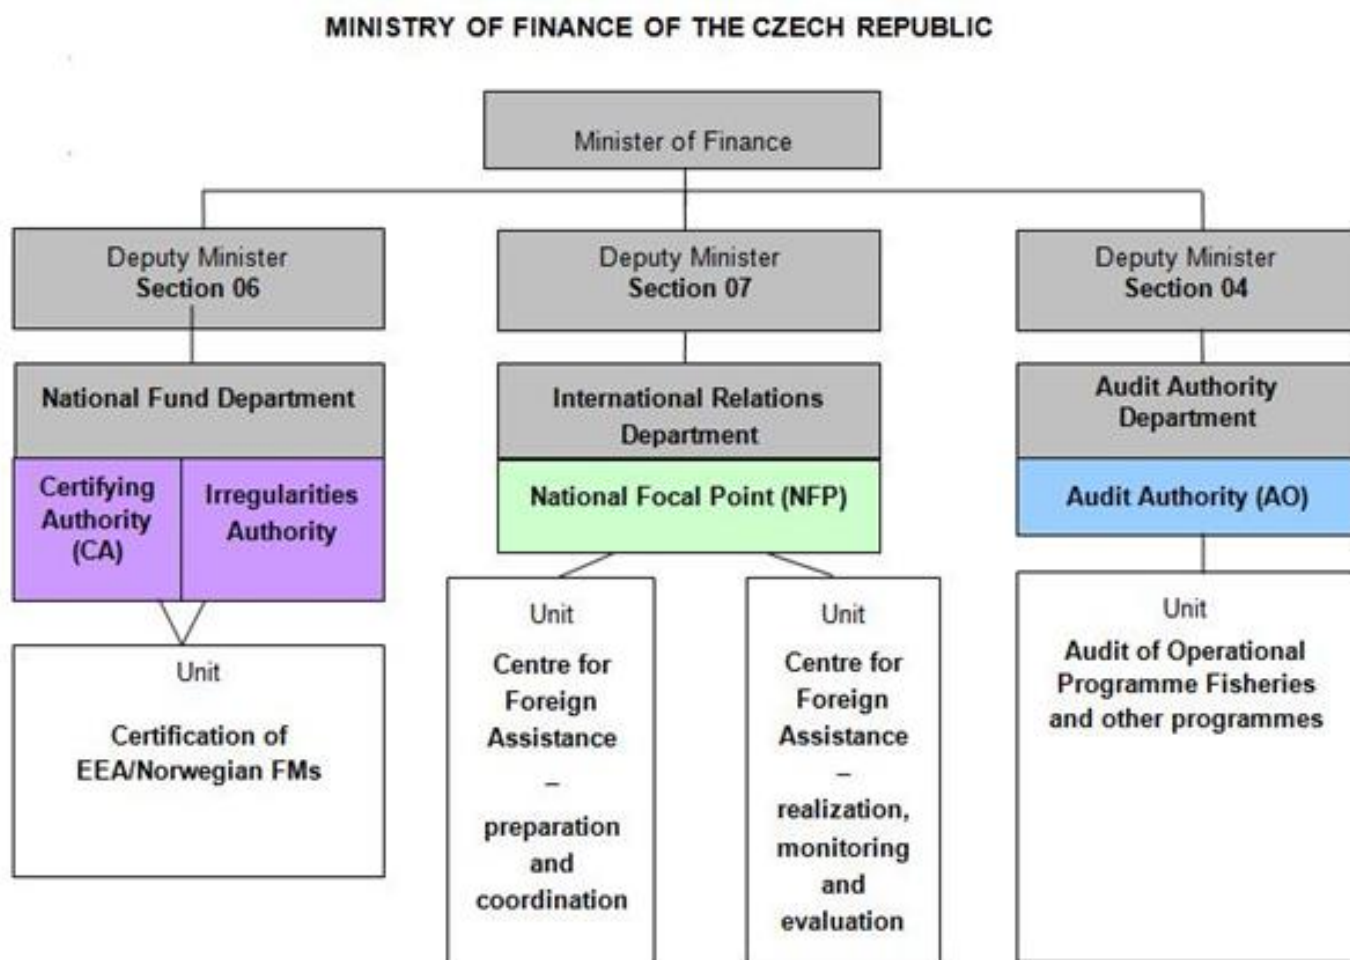 MINISTRY OF FINANCE OF THE CZECH REPUBLIC
Minister of Finance
Deputy Minister
Section 06
Deputy Minister
Section 07
Deputy Minister
Section 04
National Fund Department
International Relations
Department
Audit Authority
Department
Certifying
Authority
(CA)
Irregularities
Authority
National Focal Point (NFP)
Audit Authority (AO)
Unit
Certification of
EEA/Norwegian FMs
Unit
Centre for
Foreign
Assistance
–
preparation
and
coordination
Unit
Centre for
Foreign
Assistance
–
realization,
monitoring
and
evaluation
Unit
Audit of Operational
Programme Fisheries
and other programmes